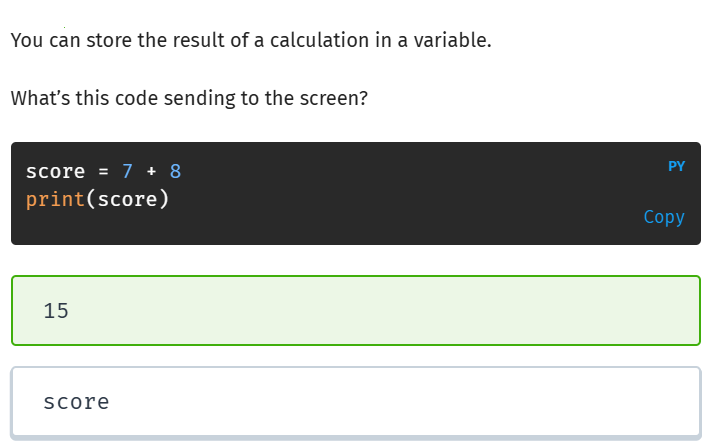 You can store the result of a calculation in a variable.
What’s this code sending to the screen?
score = 7 + 8
PY
print(score)
Copy
15
score